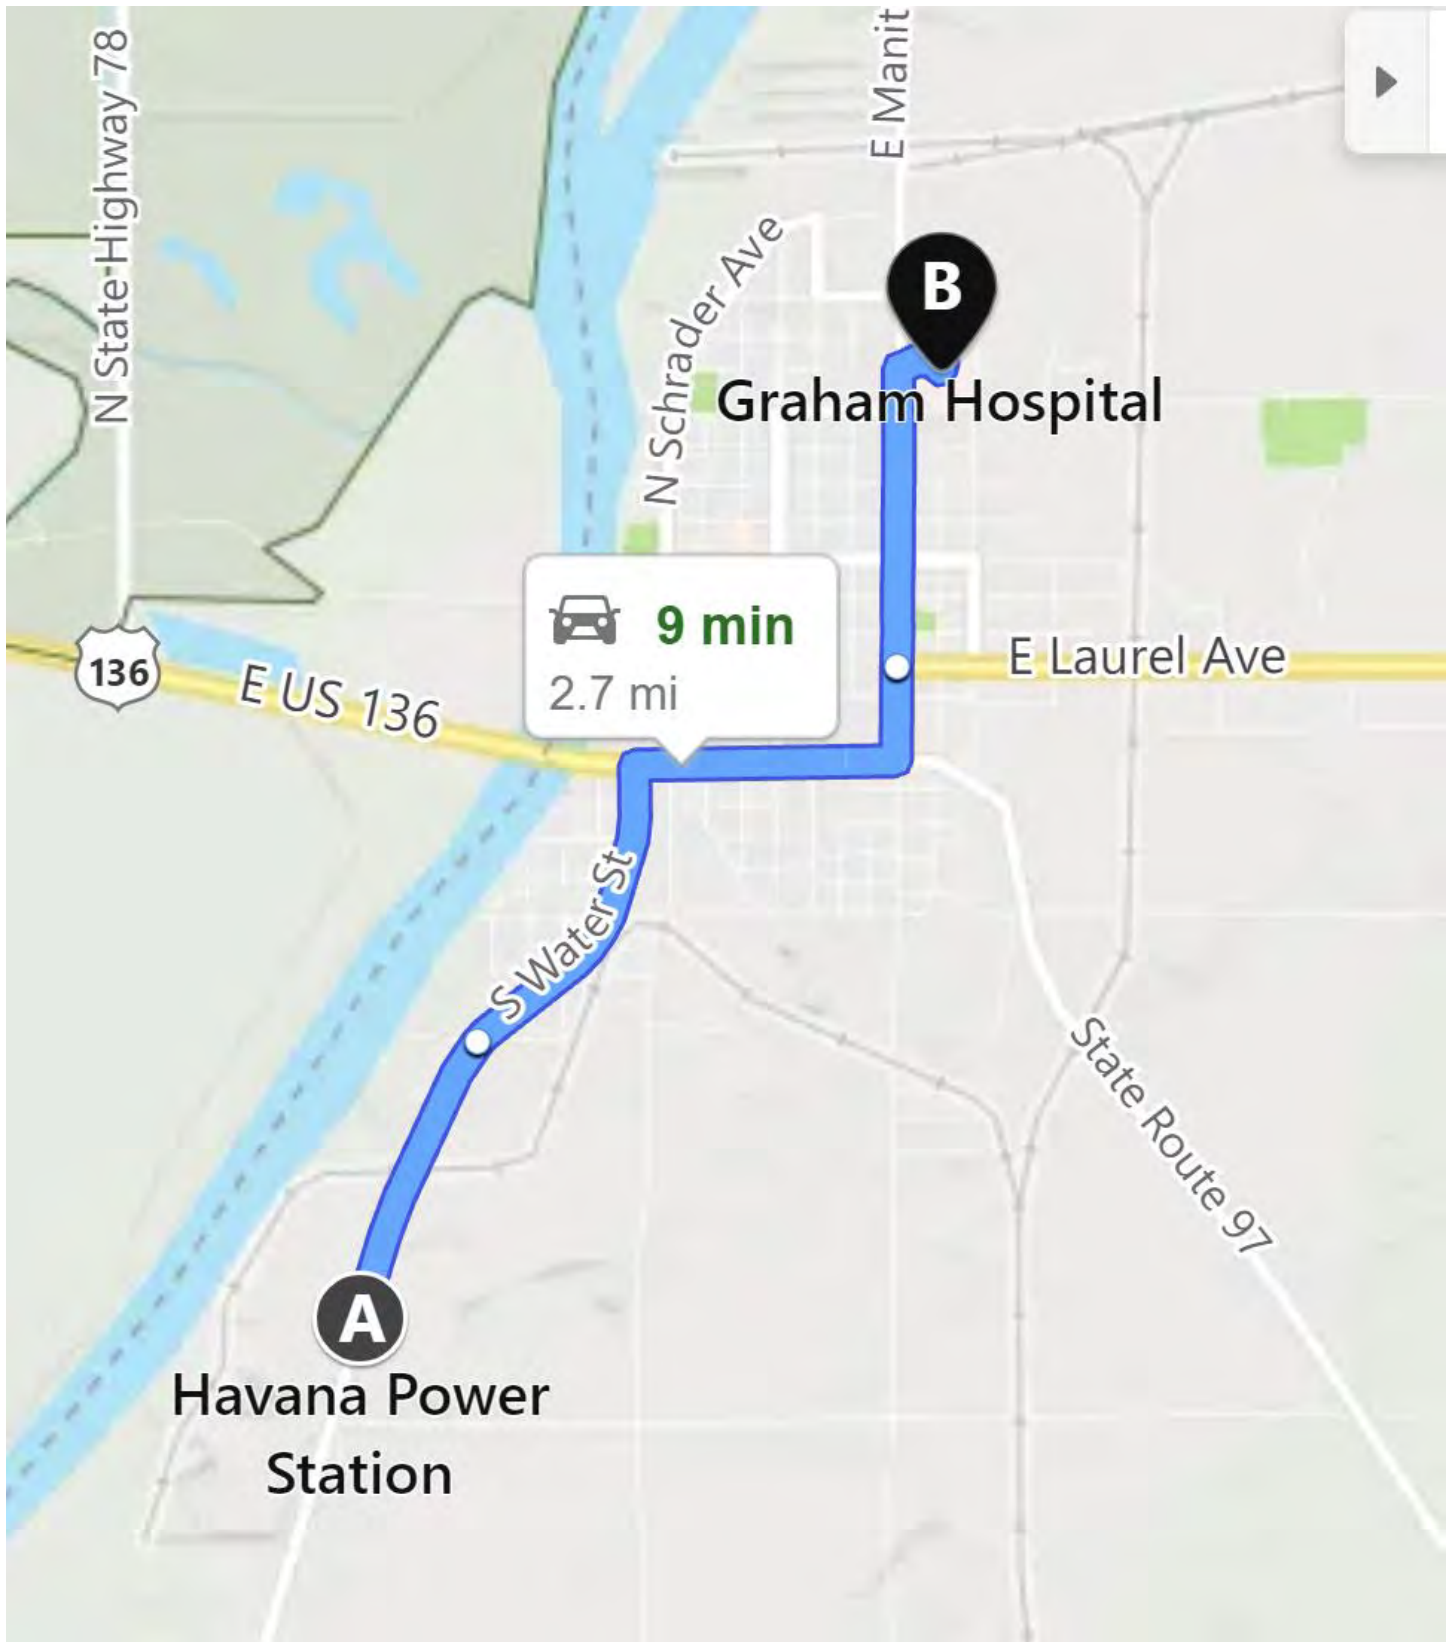 N State Highway 78
E Manit
N Schrader Ave
B
Graham Hospital
9 min
2.7 mi
E Laurel Ave
136
E US 136
S Water St
State Route 97
A
Havana Power
Station